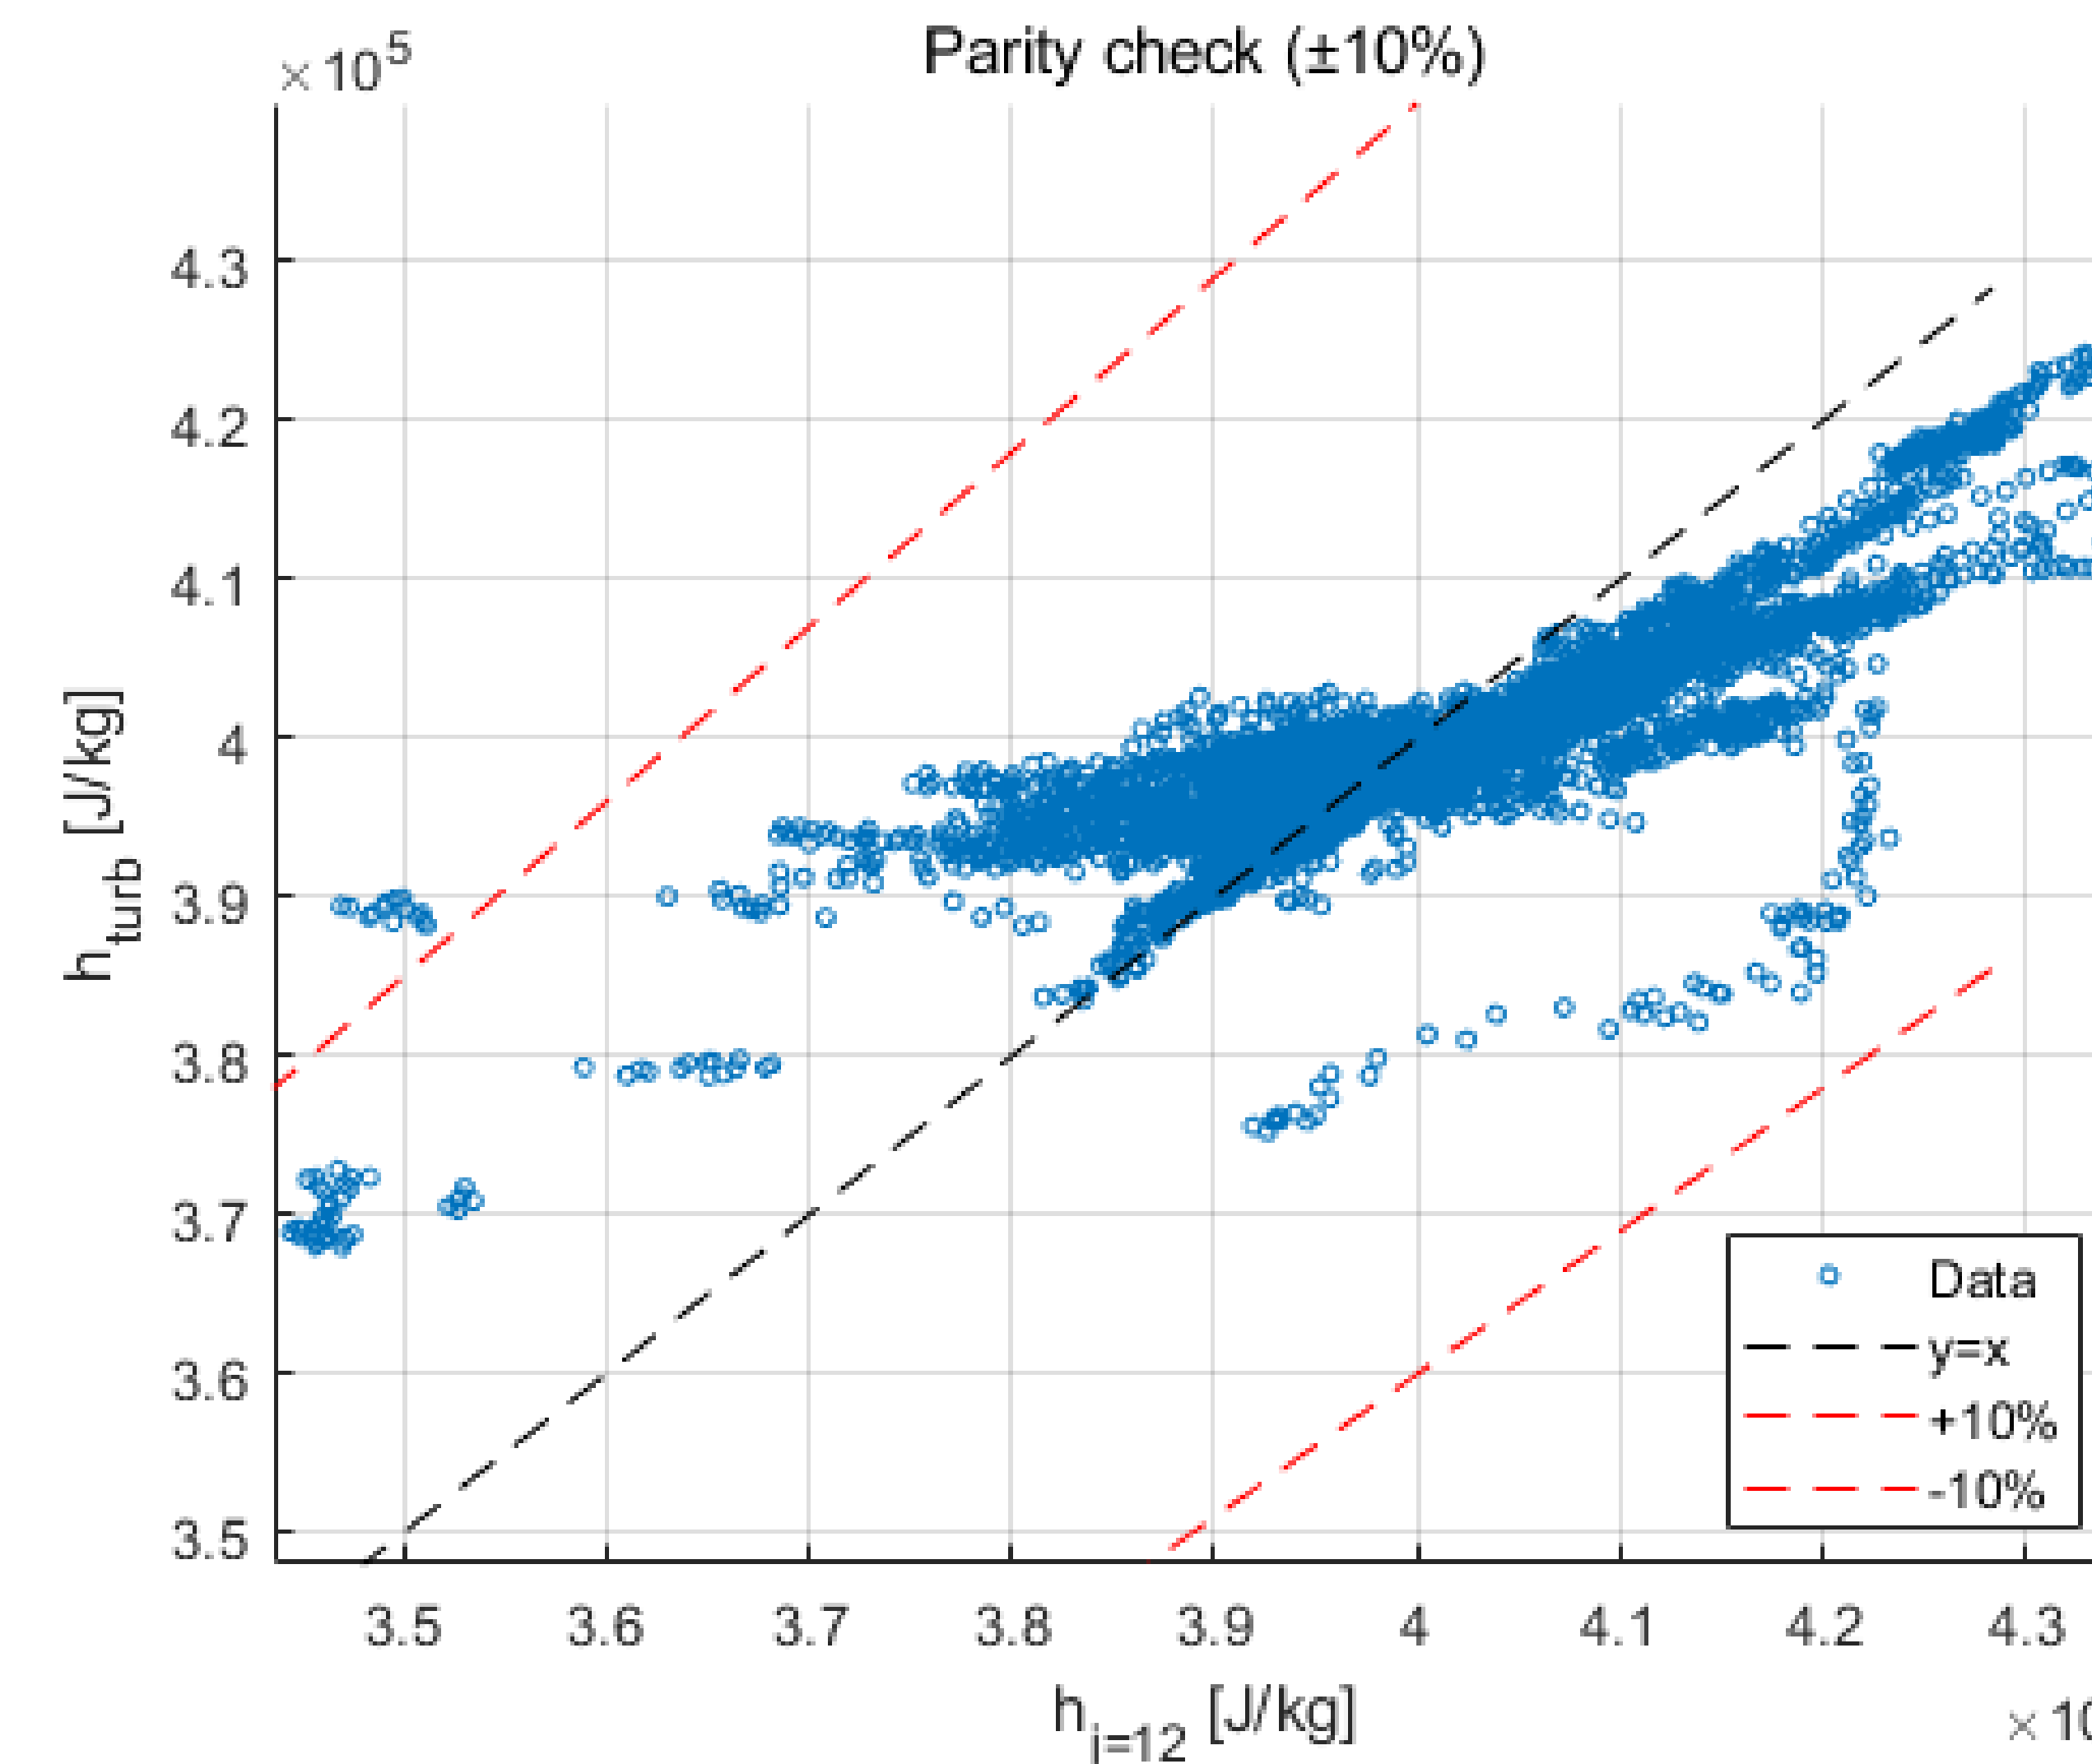 Parity check (±10%)
×10⁵
4.3
4.2
4.1
4
3.9
3.8
3.7
3.6
3.5
h_turb [J/kg]
Data
y=x
+10%
-10%
3.5 3.6 3.7 3.8 3.9 4 4.1 4.2 4.3
h_i=12 [J/kg]
×10